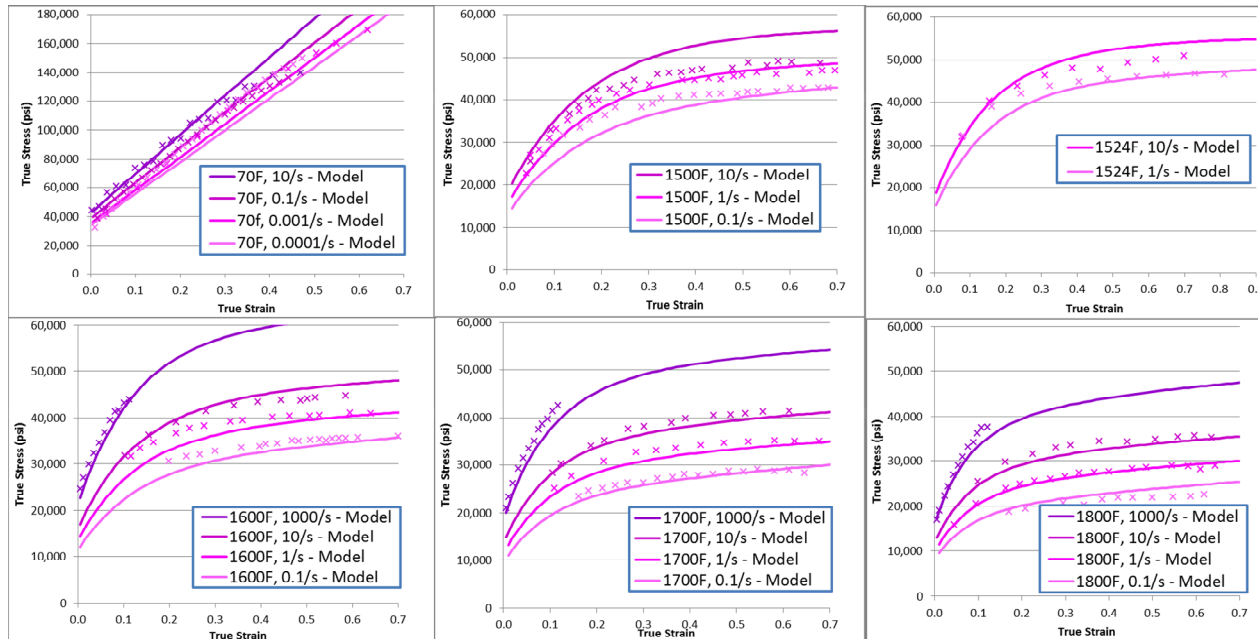 180,000
160,000
140,000
120,000
100,000
80,000
60,000
40,000
20,000
0
True Stress (psi)
0.0 0.1 0.2 0.3 0.4 0.5 0.6 0.7
True Strain
70F, 10/s - Model
70F, 0.1/s - Model
70f, 0.001/s - Model
70F, 0.0001/s - Model
60,000
50,000
40,000
30,000
20,000
10,000
0
True Stress (psi)
0.0 0.1 0.2 0.3 0.4 0.5 0.6 0.7
True Strain
1500F, 10/s - Model
1500F, 1/s - Model
1500F, 0.1/s - Model
60,000
50,000
40,000
30,000
20,000
10,000
0
True Stress (psi)
0.0 0.1 0.2 0.3 0.4 0.5 0.6 0.7 0.8
True Strain
1524F, 10/s - Model
1524F, 1/s - Model
60,000
50,000
40,000
30,000
20,000
10,000
0
True Stress (psi)
0.0 0.1 0.2 0.3 0.4 0.5 0.6 0.7
True Strain
1600F, 1000/s - Model
1600F, 10/s - Model
1600F, 1/s - Model
1600F, 0.1/s - Model
60,000
50,000
40,000
30,000
20,000
10,000
0
True Stress (psi)
0.0 0.1 0.2 0.3 0.4 0.5 0.6 0.7
True Strain
1700F, 1000/s - Model
1700F, 10/s - Model
1700F, 1/s - Model
1700F, 0.1/s - Model
60,000
50,000
40,000
30,000
20,000
10,000
0
True Stress (psi)
0.0 0.1 0.2 0.3 0.4 0.5 0.6 0.7
True Strain
1800F, 1000/s - Model
1800F, 10/s - Model
1800F, 1/s - Model
1800F, 0.1/s - Model